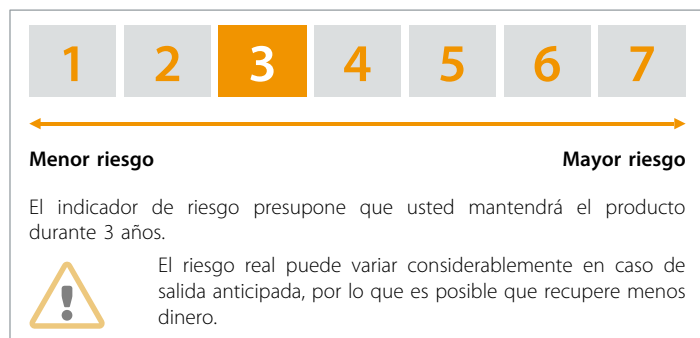 1 2 3 4 5 6 7
Menor riesgo Mayor riesgo
El indicador de riesgo presupone que usted mantendrá el producto
durante 3 años.
El riesgo real puede variar considerablemente en caso de
salida anticipada, por lo que es posible que recupere menos
dinero.